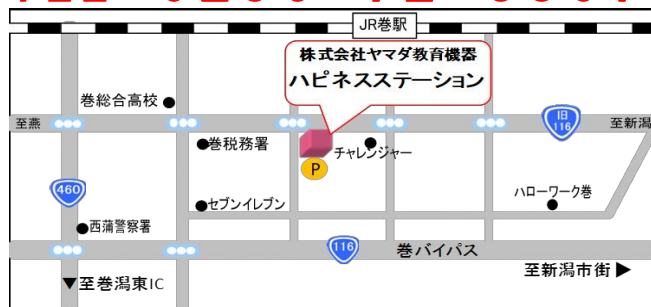 JR巻駅
株式会社ヤマダ教育機器
ハピネスステーション
巻総合高校
至燕
旧
116
至新潟
巻税務署
チャレンジャー
P
460
セブンイレブン
ハローワーク巻
西蒲警察署
116
巻バイパス
至新潟市街▶
▼至巻潟東IC